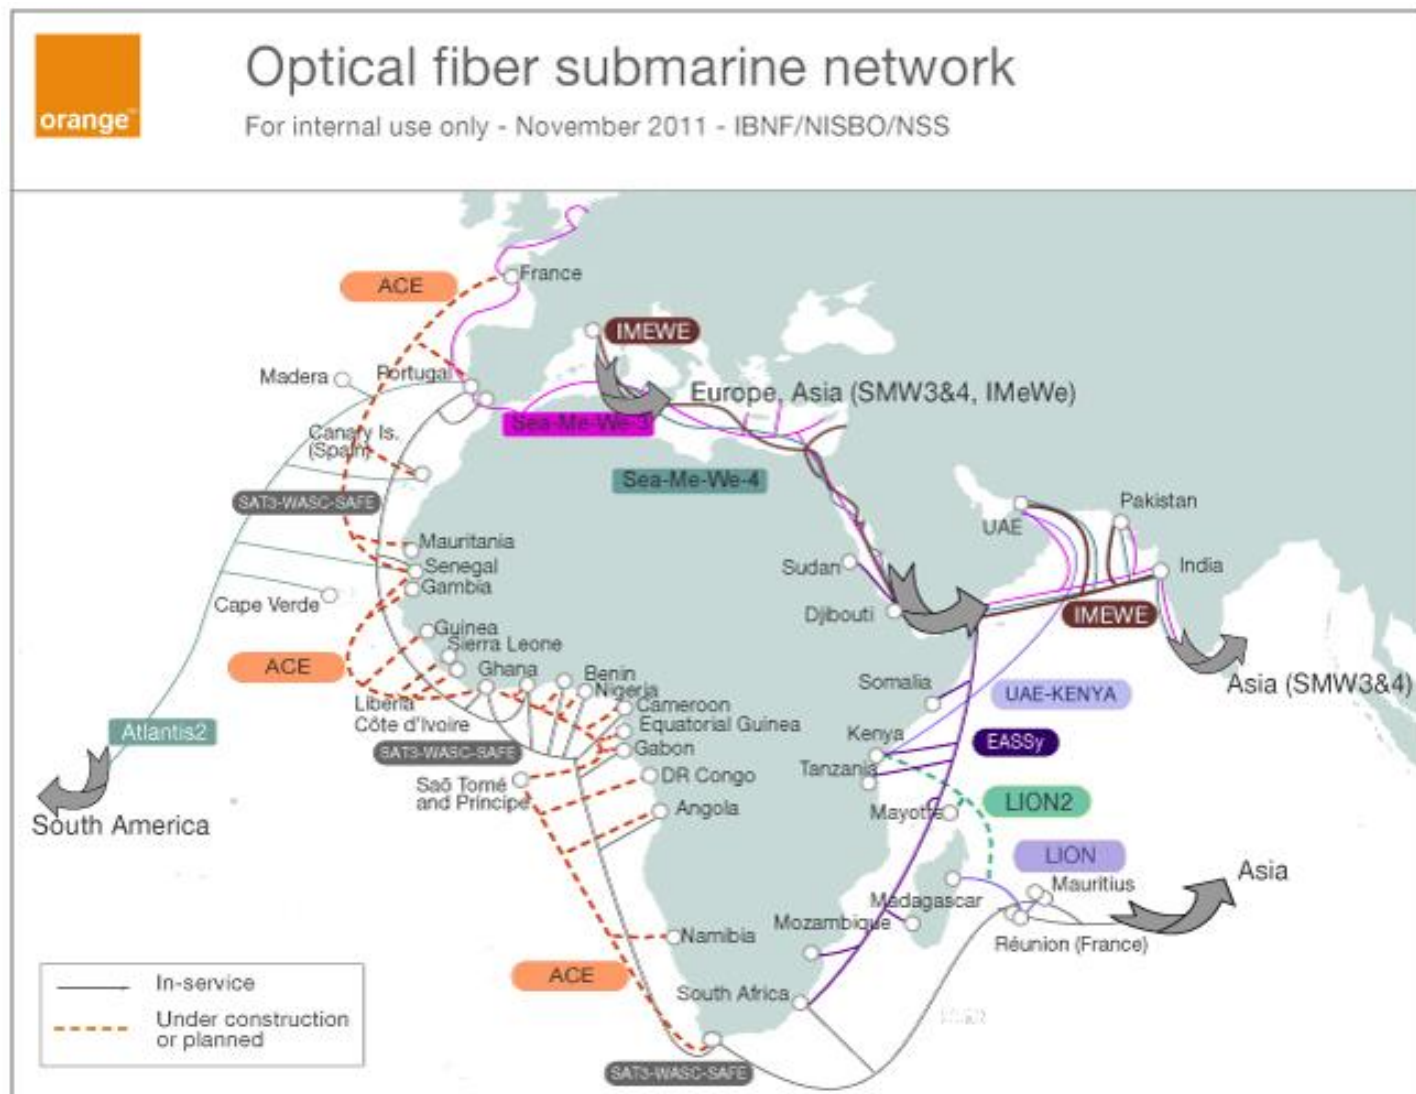 orange™
Optical fiber submarine network
For internal use only - November 2011 - IBNF/NISBO/NSS
ACE
France
IMEWE
Madera
Portugal
Europe, Asia (SMW3&4, IMeWe)
Sea-Me-We-3
Canary Is.
(Spain)
Sea-Me-We-4
SAT3-WASC-SAFE
Pakistan
UAE
Mauritania
Senegal
Gambia
Sudan
India
Cape Verde
Djibouti
IMEWE
Guinea
Sierra Leone
ACE
Ghana
Benin
Nigeria
Somalia
UAE-KENYA
Asia (SMW3&4)
Liberia
Côte d'Ivoire
Cameroon
Equatorial Guinea
Atlantis2
SAT3-WASC-SAFE
Gabon
Kenya
EASSy
Tanzania
DR Congo
Saõ Tomé
and Príncipe
Angola
Mayotte
LION2
South America
LION
Asia
Mauritius
Madagascar
Mozambique
Namibia
Réunion (France)
ACE
South Africa
In-service
Under construction
or planned
SAT3-WASC-SAFE